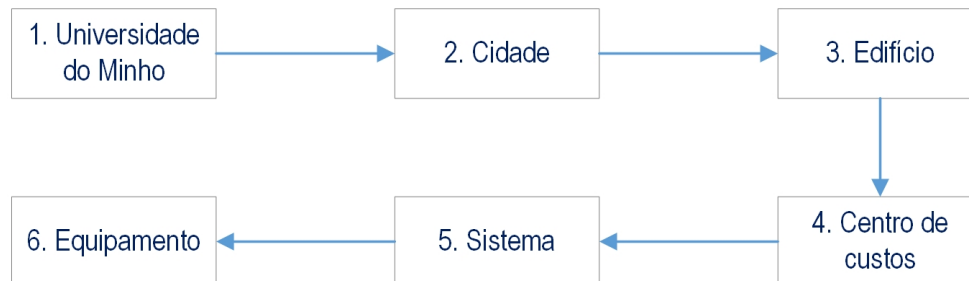 1. Universidade
do Minho
2. Cidade
3. Edifício
4. Centro de
custos
5. Sistema
6. Equipamento